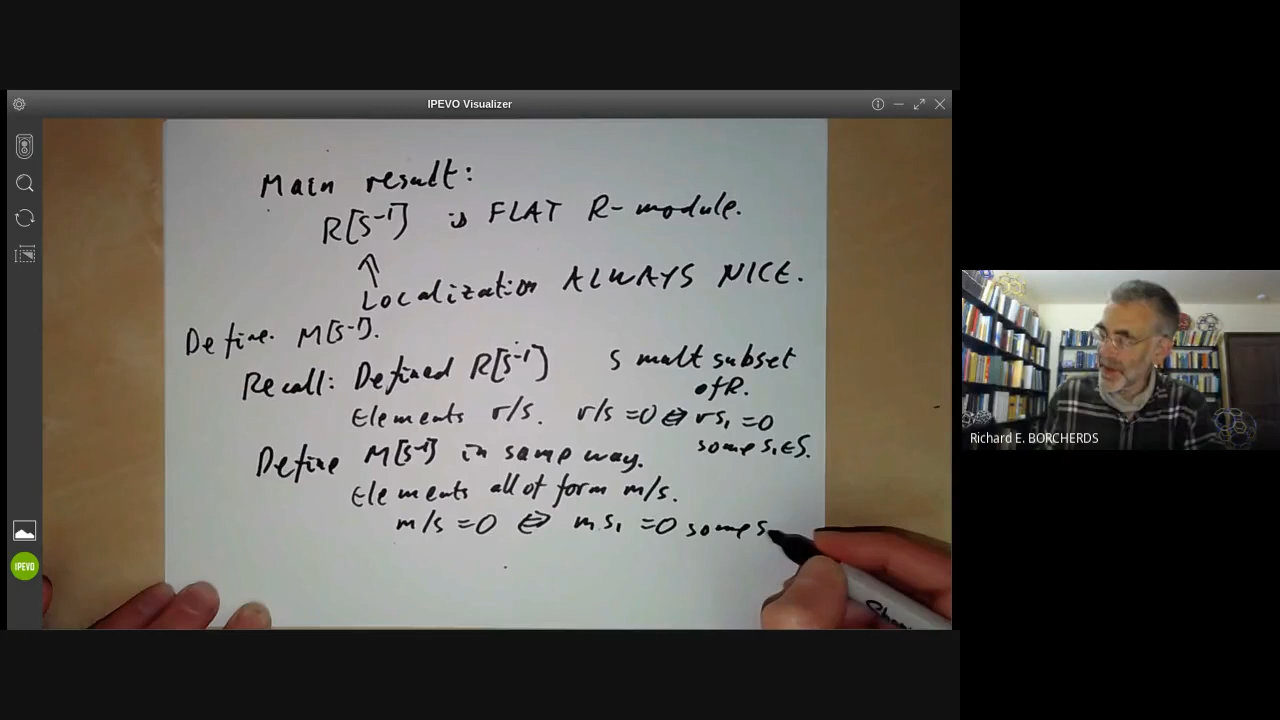 IPEVO Visualizer
Main result:
R[S⁻¹] is FLAT R-module.
↑
Localization ALWAYS NICE.
Define M[S⁻¹].
Recall: Defined R[S⁻¹] S mult subset
of R.
Elements r/s. r/s =0 ⇔ rs₁ =0
some s₁∈S.
Define M[S⁻¹] in same way.
Elements all of form m/s.
m/s =0 ⇔ ms₁ =0 some s
IPEVO
Richard E. BORCHERDS